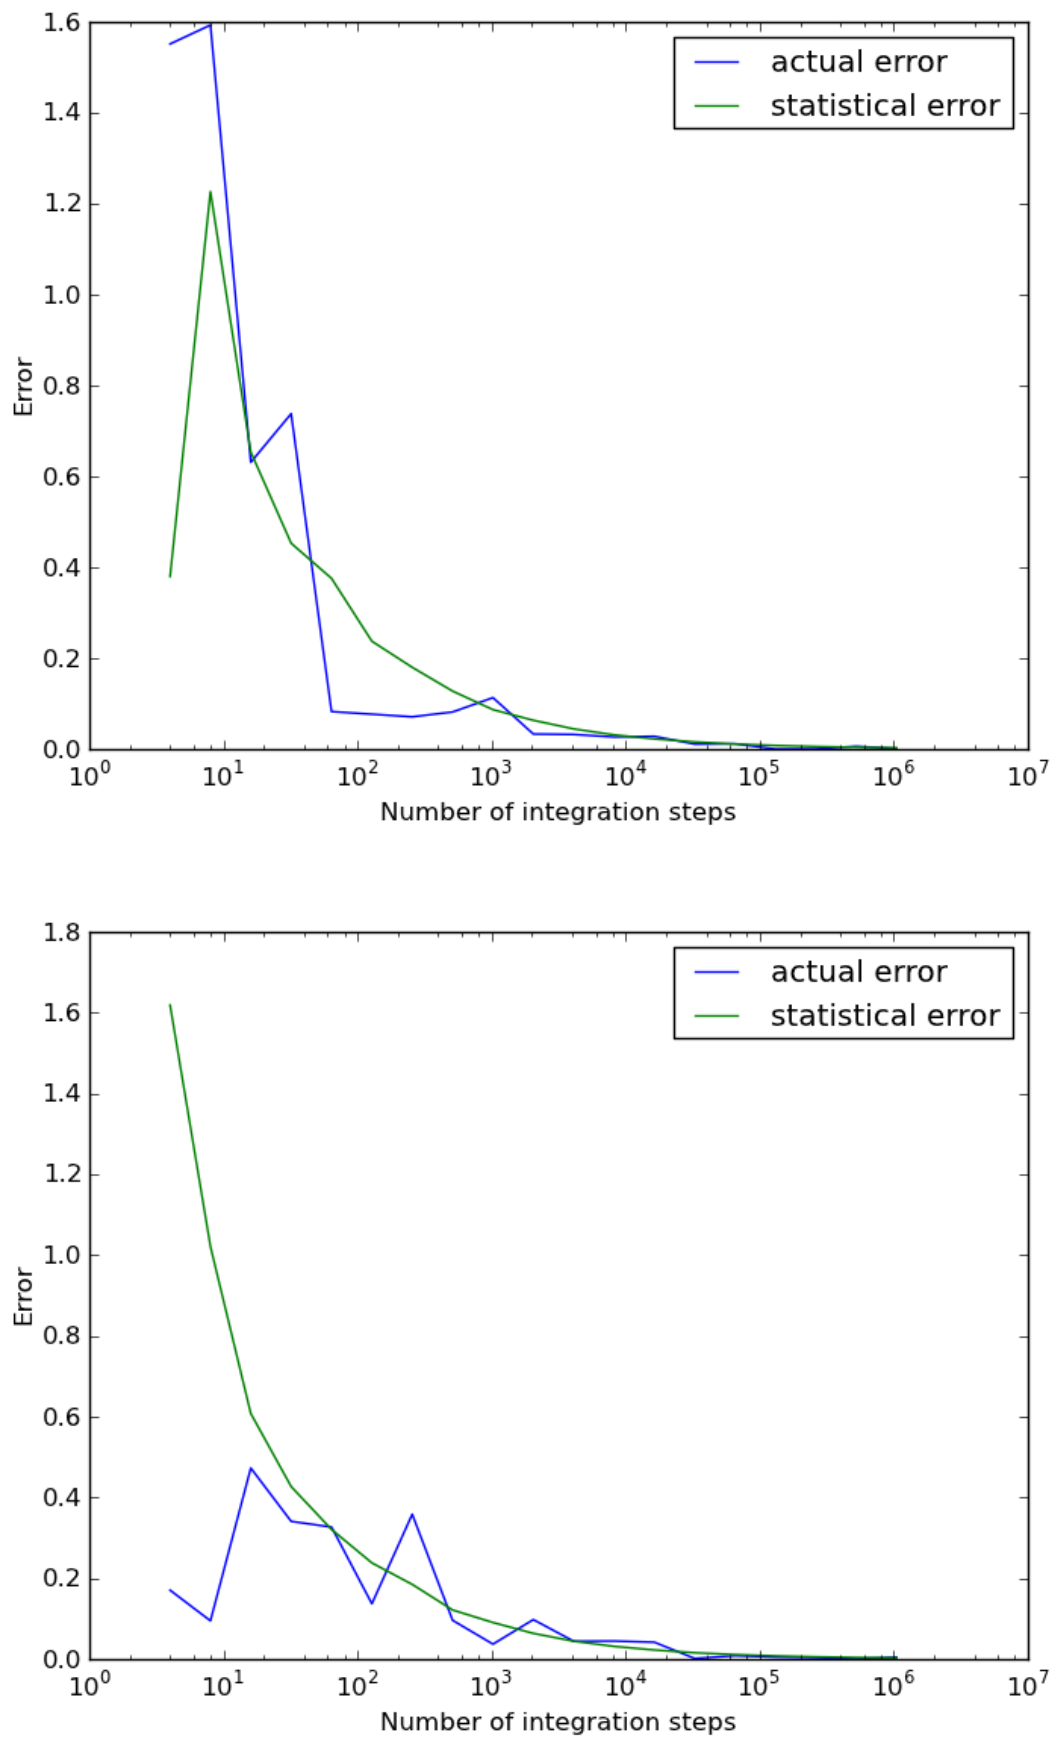 1.6
actual error
statistical error
1.4
1.2
1.0
0.8
Error
0.6
0.4
0.2
0.0
10⁰ 10¹ 10² 10³ 10⁴ 10⁵ 10⁶ 10⁷
Number of integration steps
1.8
actual error
statistical error
1.6
1.4
1.2
1.0
Error
0.8
0.6
0.4
0.2
0.0
10⁰ 10¹ 10² 10³ 10⁴ 10⁵ 10⁶ 10⁷
Number of integration steps